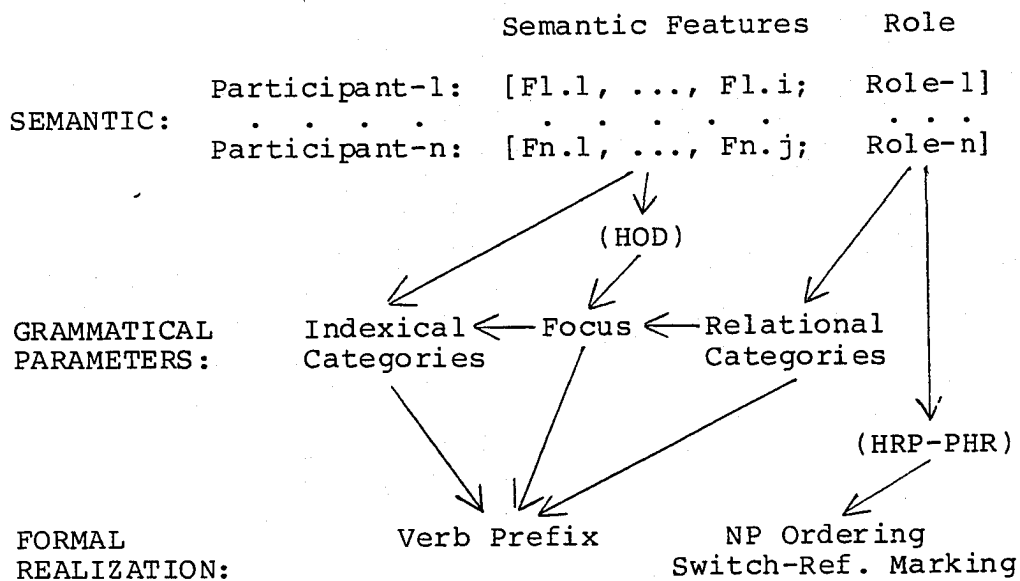 Semantic Features Role
Participant-1: [F1.1, ..., F1.i; Role-1]
SEMANTIC: . . . . . . . . . . . .
Participant-n: [Fn.1, ..., Fn.j; Role-n]
(HOD)
GRAMMATICAL Indexical Focus Relational
PARAMETERS: Categories Categories
(HRP-PHR)
FORMAL Verb Prefix NP Ordering
REALIZATION: Switch-Ref. Marking